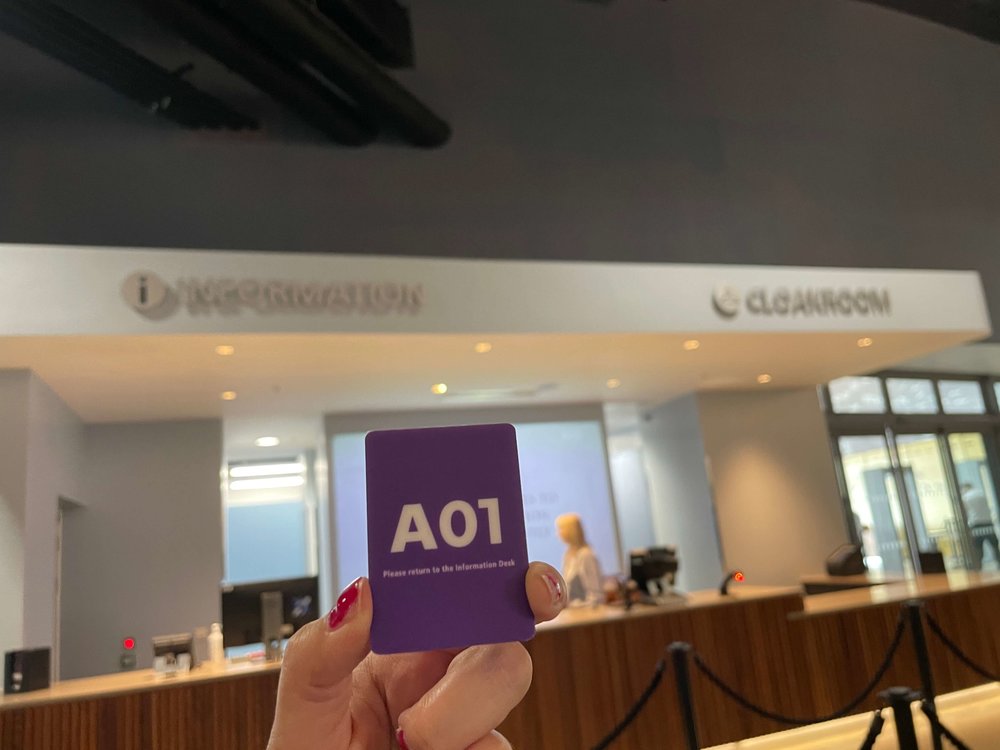 i INFORMATION
CLOAKROOM
A01
Please return to the Information Desk